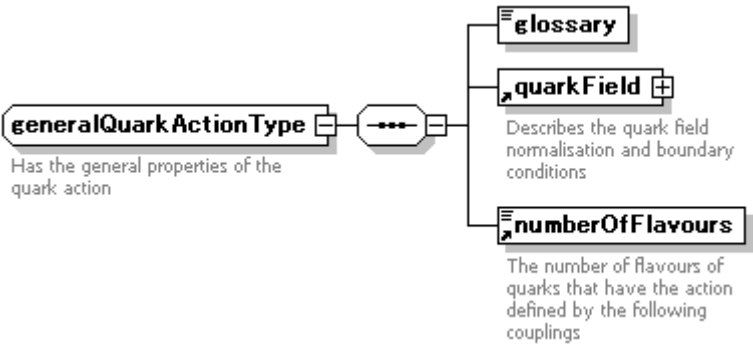 glossary
quarkField
Describes the quark field
normalisation and boundary
conditions
generalQuarkActionType
Has the general properties of the
quark action
numberOfFlavours
The number of flavours of
quarks that have the action
defined by the following
couplings